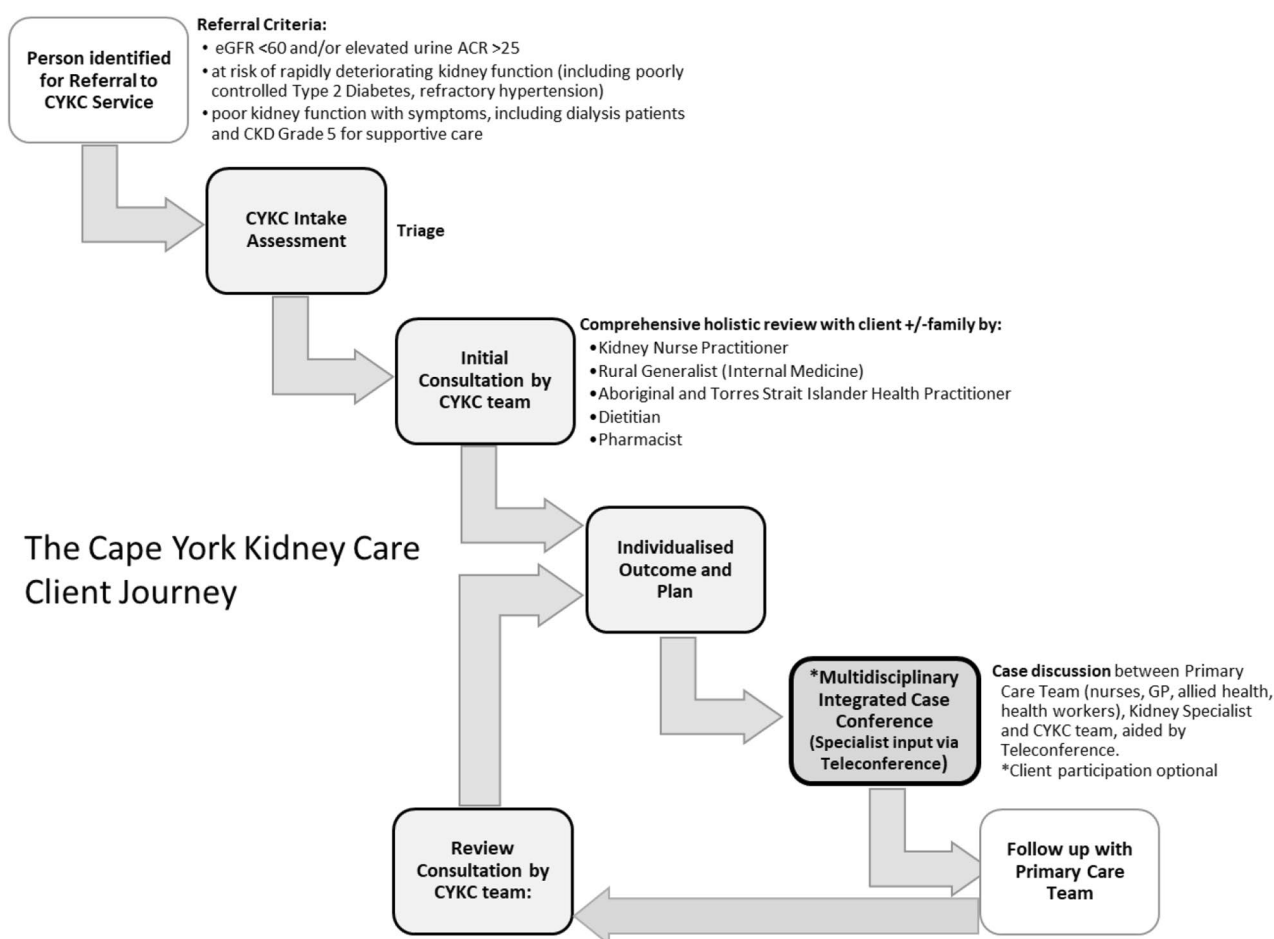 Person identified
for Referral to
CYKC Service
Referral Criteria:
• eGFR <60 and/or elevated urine ACR >25
• at risk of rapidly deteriorating kidney function (including poorly
controlled Type 2 Diabetes, refractory hypertension)
• poor kidney function with symptoms, including dialysis patients
and CKD Grade 5 for supportive care
CYKC Intake
Assessment
Triage
Initial
Consultation by
CYKC team
Comprehensive holistic review with client +/-family by:
•Kidney Nurse Practitioner
•Rural Generalist (Internal Medicine)
•Aboriginal and Torres Strait Islander Health Practitioner
•Dietitian
•Pharmacist
The Cape York Kidney Care
Client Journey
Individualised
Outcome and
Plan
*Multidisciplinary
Integrated Case
Conference
(Specialist input via
Teleconference)
Case discussion between Primary
Care Team (nurses, GP, allied health,
health workers), Kidney Specialist
and CYKC team, aided by
Teleconference.
*Client participation optional
Review
Consultation by
CYKC team:
Follow up with
Primary Care
Team